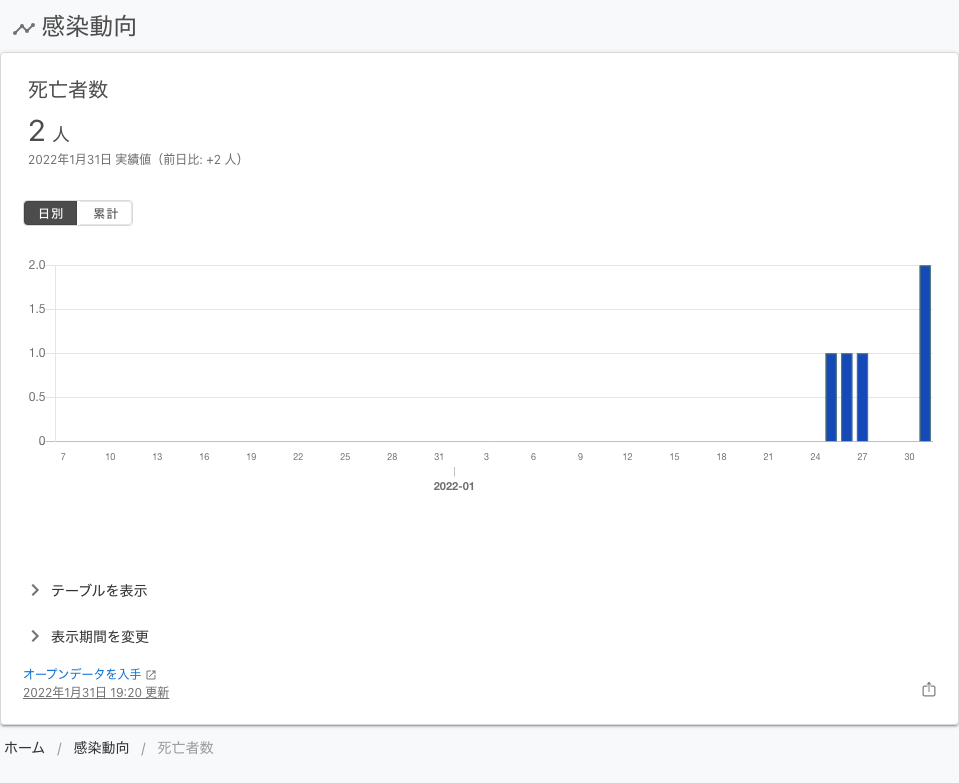 感染動向
死亡者数
2 人
2022年1月31日 実績値（前日比: +2 人）
日別 累計
2.0
1.5
1.0
0.5
0
7 10 13 16 19 22 25 28 31 3 6 9 12 15 18 21 24 27 30
2022-01
テーブルを表示
表示期間を変更
オープンデータを入手
2022年1月31日 19:20 更新
ホーム / 感染動向 / 死亡者数